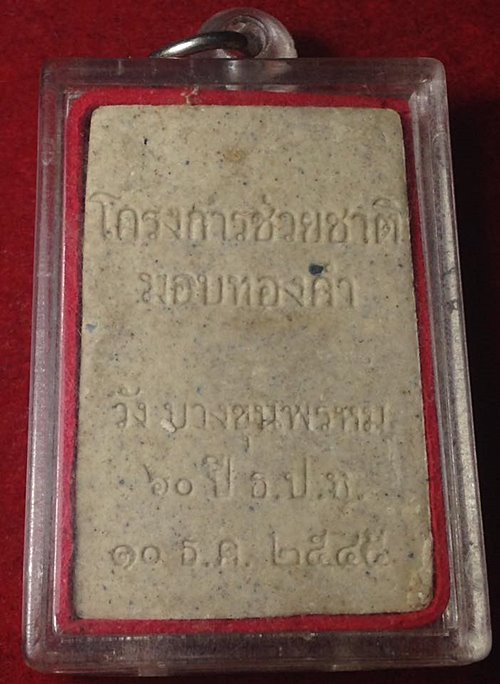 โครงการช่วยชาติ
มอบทองคำ
วัง บางขุนพรหม
๖๐ ปี ธ.ป.ท.
๑๐ ธ.ค. ๒๕๔๕